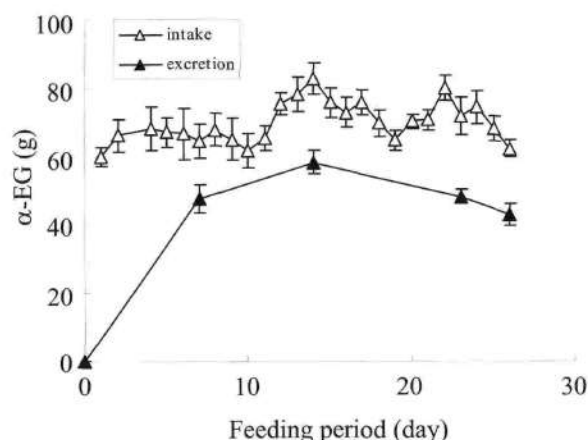 100
80
60
40
20
0
α-EG (g)
intake
excretion
0 10 20 30
Feeding period (day)